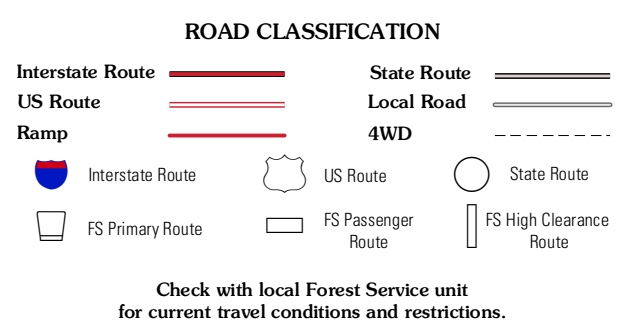 ROAD CLASSIFICATION
Interstate Route
State Route
US Route
Local Road
Ramp
4WD
Interstate Route
US Route
State Route
FS Primary Route
FS Passenger
Route
FS High Clearance
Route
Check with local Forest Service unit
for current travel conditions and restrictions.